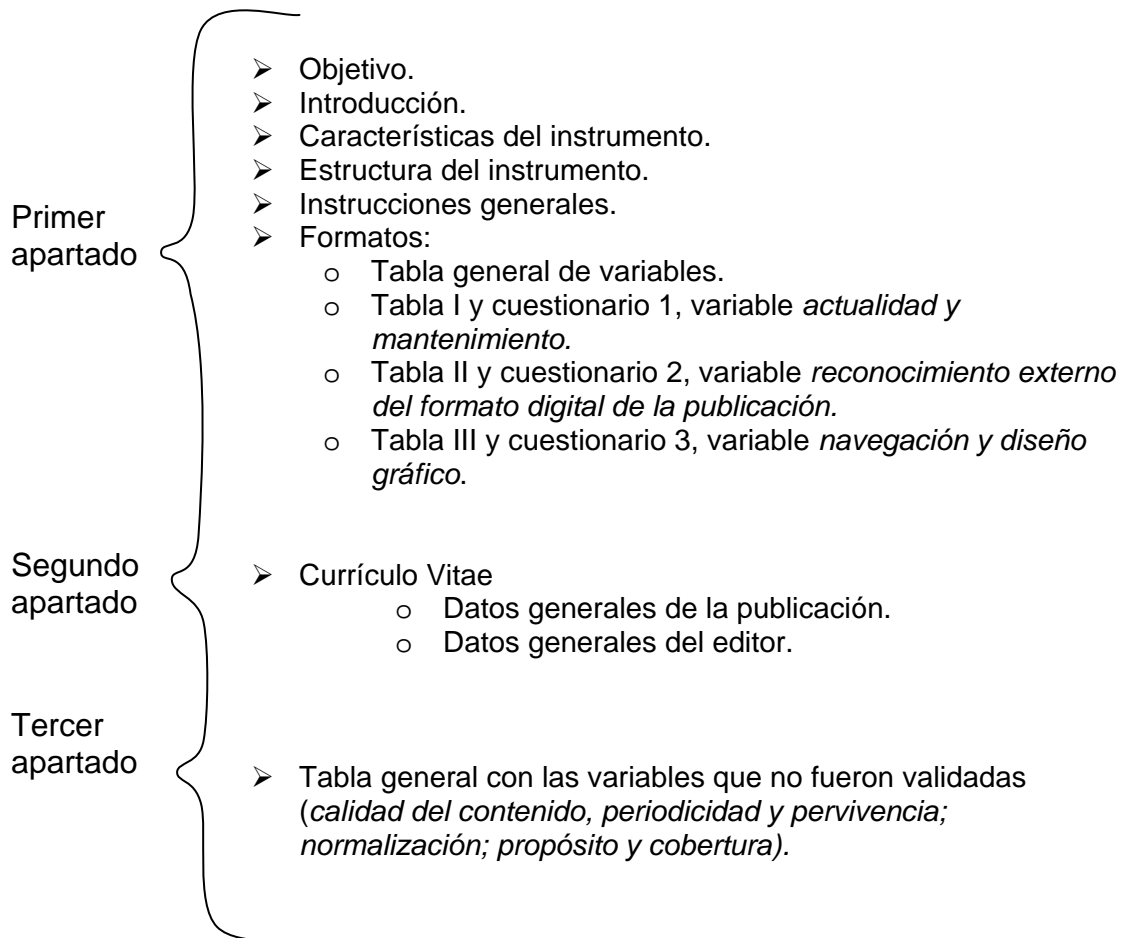 ➢ Objetivo.
➢ Introducción.
➢ Características del instrumento.
➢ Estructura del instrumento.
➢ Instrucciones generales.
Primer
apartado
➢ Formatos:
o Tabla general de variables.
o Tabla I y cuestionario 1, variable actualidad y
mantenimiento.
o Tabla II y cuestionario 2, variable reconocimiento externo
del formato digital de la publicación.
o Tabla III y cuestionario 3, variable navegación y diseño
gráfico.
Segundo
apartado
➢ Currículo Vitae
o Datos generales de la publicación.
o Datos generales del editor.
Tercer
apartado
➢ Tabla general con las variables que no fueron validadas
(calidad del contenido, periodicidad y pervivencia;
normalización; propósito y cobertura).